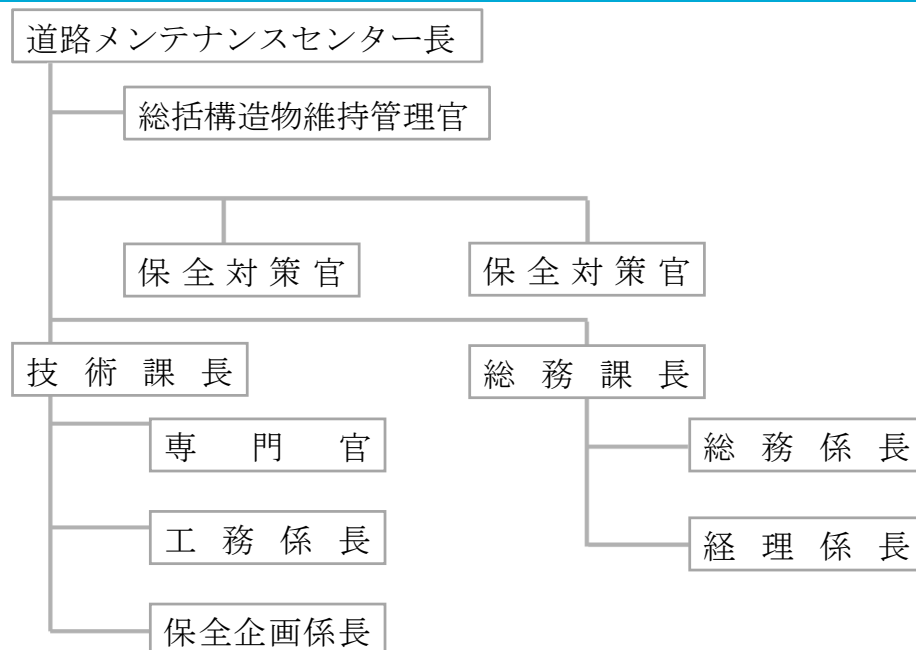 道路メンテナンスセンター長
総括構造物維持管理官
保全対策官
保全対策官
技術課長
総務課長
専門官
総務係長
工務係長
経理係長
保全企画係長